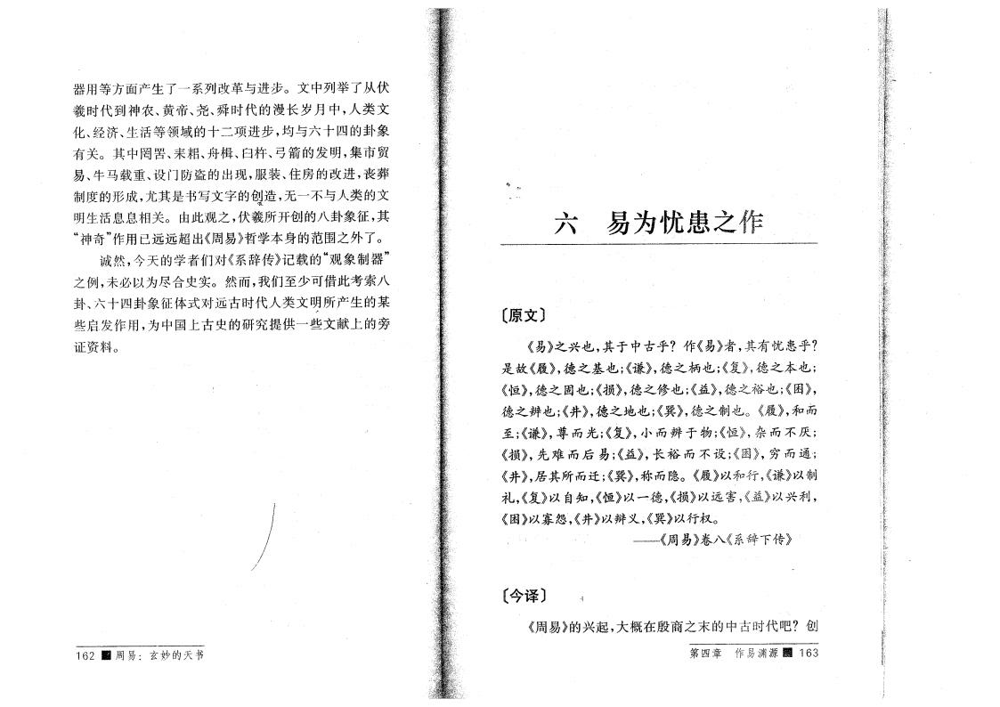 器用等方面产生了一系列改革与进步。文中列举了从伏
羲时代到神农、黄帝、尧、舜时代的漫长岁月中，人类文
化、经济、生活等领域的十二项进步，均与六十四的卦象
有关。其中罔罟、耒耜、舟楫、臼杵、弓箭的发明，集市贸
易、牛马载重、设门防盗的出现，服装、住房的改进，丧葬
制度的形成，尤其是书写文字的创造，无一不与人类的文
明生活息息相关。由此观之，伏羲所开创的八卦象征，其
“神奇”作用已远远超出《周易》哲学本身的范围之外了。
诚然，今天的学者们对《系辞传》记载的“观象制器”
之例，未必以为尽合史实。然而，我们至少可借此考索八
卦、六十四卦象征体式对远古时代人类文明所产生的某
些启发作用，为中国上古史的研究提供一些文献上的旁
证资料。
162 周易：玄妙的天书
六 易为忧患之作
〔原文〕
《易》之兴也，其于中古乎？作《易》者，其有忧患乎？
是故《履》，德之基也；《谦》，德之柄也；《复》，德之本也；
《恒》，德之固也；《损》，德之修也；《益》，德之裕也；《困》，
德之辨也；《井》，德之地也；《巽》，德之制也。《履》，和而
至；《谦》，尊而光；《复》，小而辨于物；《恒》，杂而不厌；
《损》，先难而后易；《益》，长裕而不设；《困》，穷而通；
《井》，居其所而迁；《巽》，称而隐。《履》以和行，《谦》以制
礼，《复》以自知，《恒》以一德，《损》以远害，《益》以兴利，
《困》以寡怨，《井》以辩义，《巽》以行权。
——《周易》卷八《系辞下传》
〔今译〕
《周易》的兴起，大概在殷商之末的中古时代吧？创
第四章 作易渊源 163